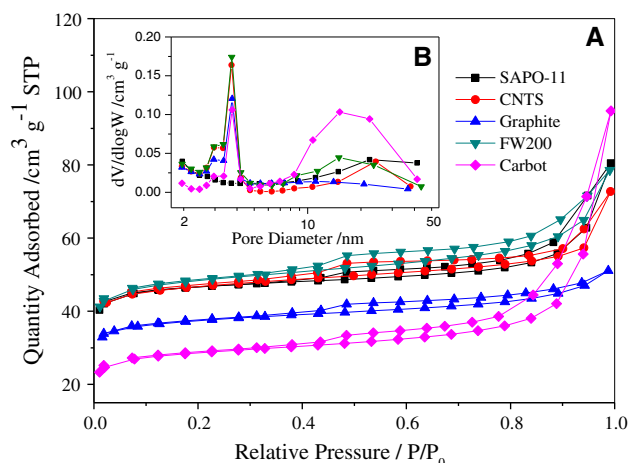 A
B
SAPO-11
CNTS
Graphite
FW200
Carbot
Quantity Adsorbed /cm³ g⁻¹ STP
120
100
80
60
40
20
0.0 0.2 0.4 0.6 0.8 1.0
Relative Pressure / P/P₀
dV/dlogW /cm³ g⁻¹
0.20
0.15
0.10
0.05
0.00
2 10 50
Pore Diameter /nm